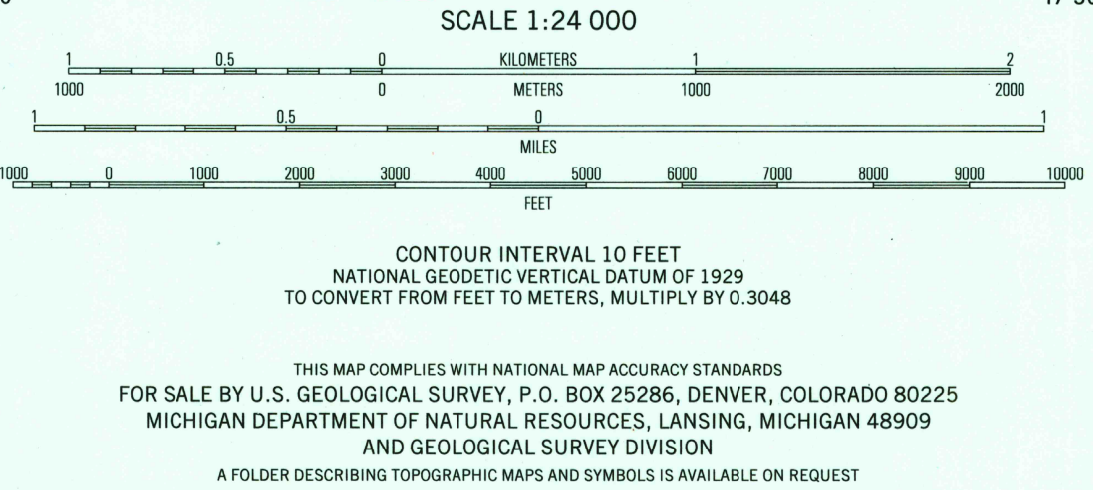 SCALE 1:24 000
1 0.5 0 KILOMETERS 1 2
1000 0 METERS 1000 2000
1 0.5 0 1
MILES
1000 0 1000 2000 3000 4000 5000 6000 7000 8000 9000 10000
FEET
CONTOUR INTERVAL 10 FEET
NATIONAL GEODETIC VERTICAL DATUM OF 1929
TO CONVERT FROM FEET TO METERS, MULTIPLY BY 0.3048
THIS MAP COMPLIES WITH NATIONAL MAP ACCURACY STANDARDS
FOR SALE BY U.S. GEOLOGICAL SURVEY, P.O. BOX 25286, DENVER, COLORADO 80225
MICHIGAN DEPARTMENT OF NATURAL RESOURCES, LANSING, MICHIGAN 48909
AND GEOLOGICAL SURVEY DIVISION
A FOLDER DESCRIBING TOPOGRAPHIC MAPS AND SYMBOLS IS AVAILABLE ON REQUEST